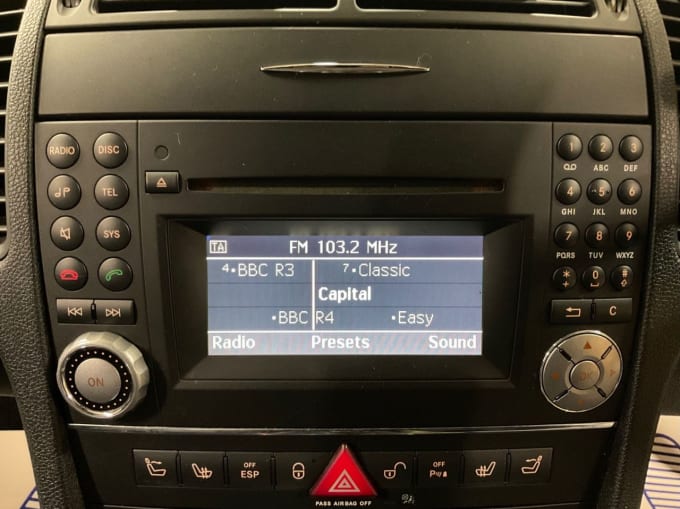 RADIO DISC
TEL
SYS
TA FM 103.2 MHz
4•BBC R3 7•Classic
Capital
•BBC R4 •Easy
Radio Presets Sound
ON
1 2 3
ABC DEF
4 5 6
GHI JKL MNO
7 8 9
PQRS TUV WXYZ
* 0 #
C
OK
OFF
ESP
OFF
P
PASS AIRBAG OFF